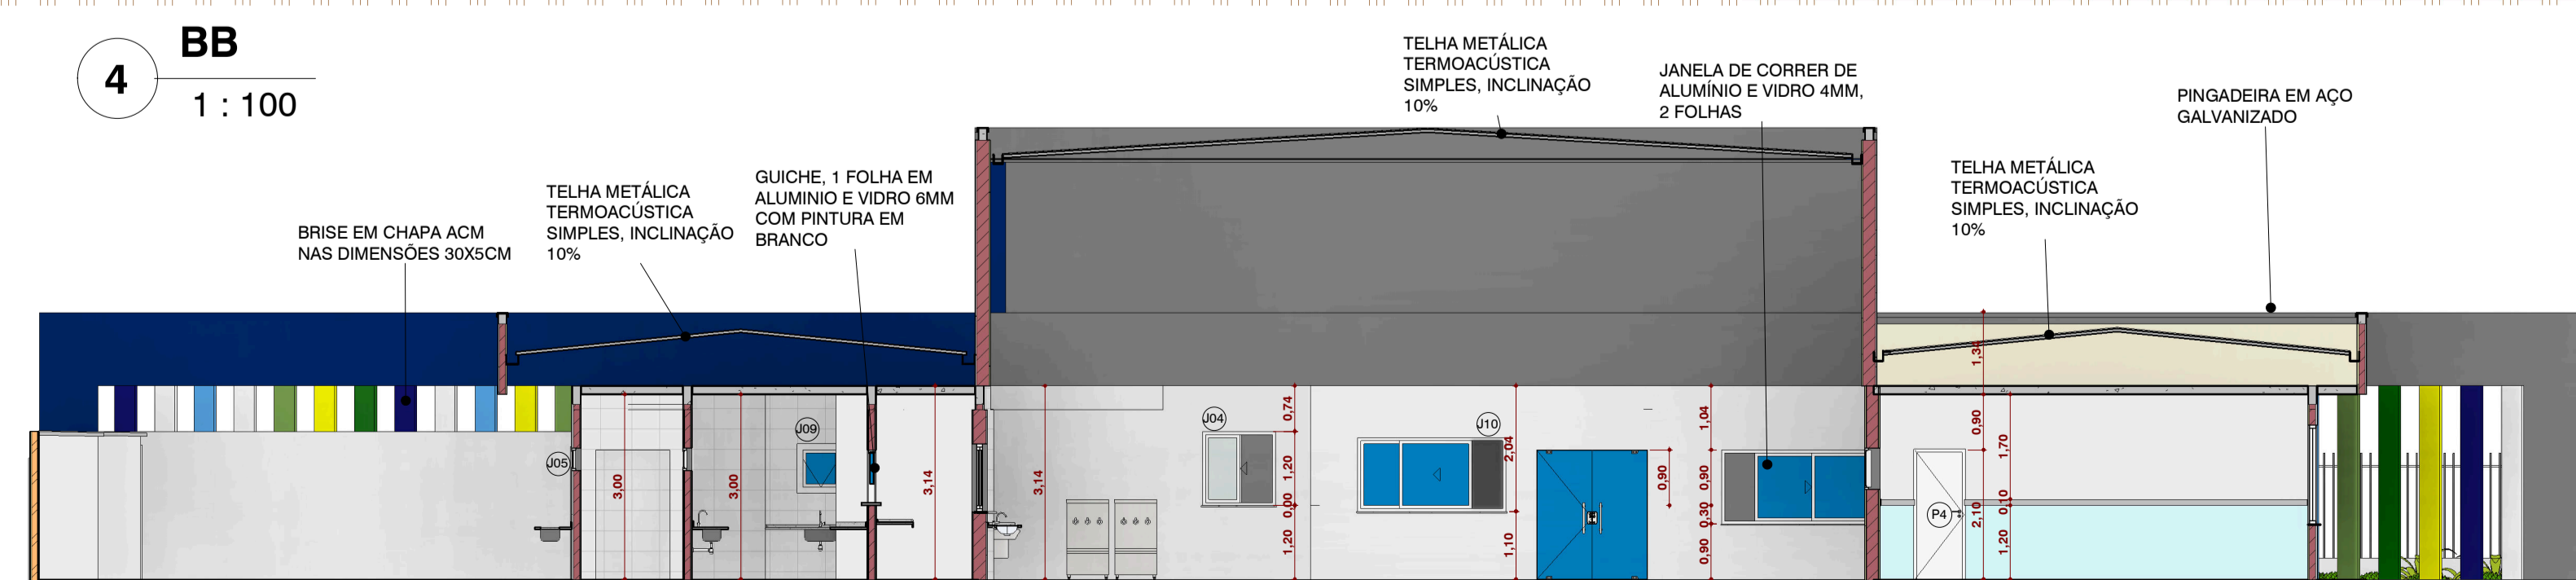 4
BB
1 : 100
BRISE EM CHAPA ACM
NAS DIMENSÕES 30X5CM
TELHA METÁLICA
TERMOACÚSTICA
SIMPLES, INCLINAÇÃO
10%
GUICHE, 1 FOLHA EM
ALUMINIO E VIDRO 6MM
COM PINTURA EM
BRANCO
TELHA METÁLICA
TERMOACÚSTICA
SIMPLES, INCLINAÇÃO
10%
JANELA DE CORRER DE
ALUMÍNIO E VIDRO 4MM,
2 FOLHAS
TELHA METÁLICA
TERMOACÚSTICA
SIMPLES, INCLINAÇÃO
10%
PINGADEIRA EM AÇO
GALVANIZADO
J05
3,00
3,00
J09
3,14
3,14
J04
0,74
1,20
0,00
1,20
J10
2,04
1,10
0,90
1,04
0,90
0,30
0,90
P4
1,34
0,90
2,10
1,70
0,10
1,20